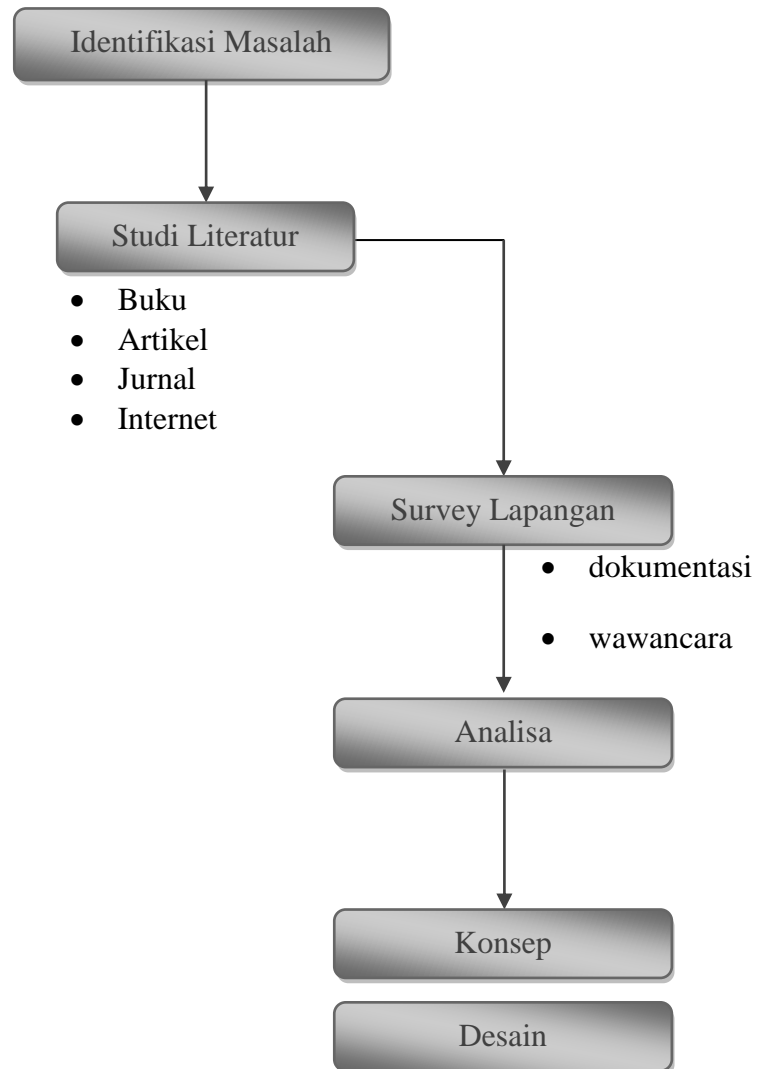 Identifikasi Masalah
Studi Literatur
• Buku
• Artikel
• Jurnal
• Internet
Survey Lapangan
• dokumentasi
• wawancara
Analisa
Konsep
Desain